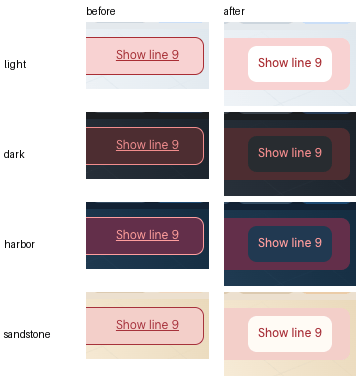 before after
light Show line 9 Show line 9
dark Show line 9 Show line 9
harbor Show line 9 Show line 9
sandstone Show line 9 Show line 9